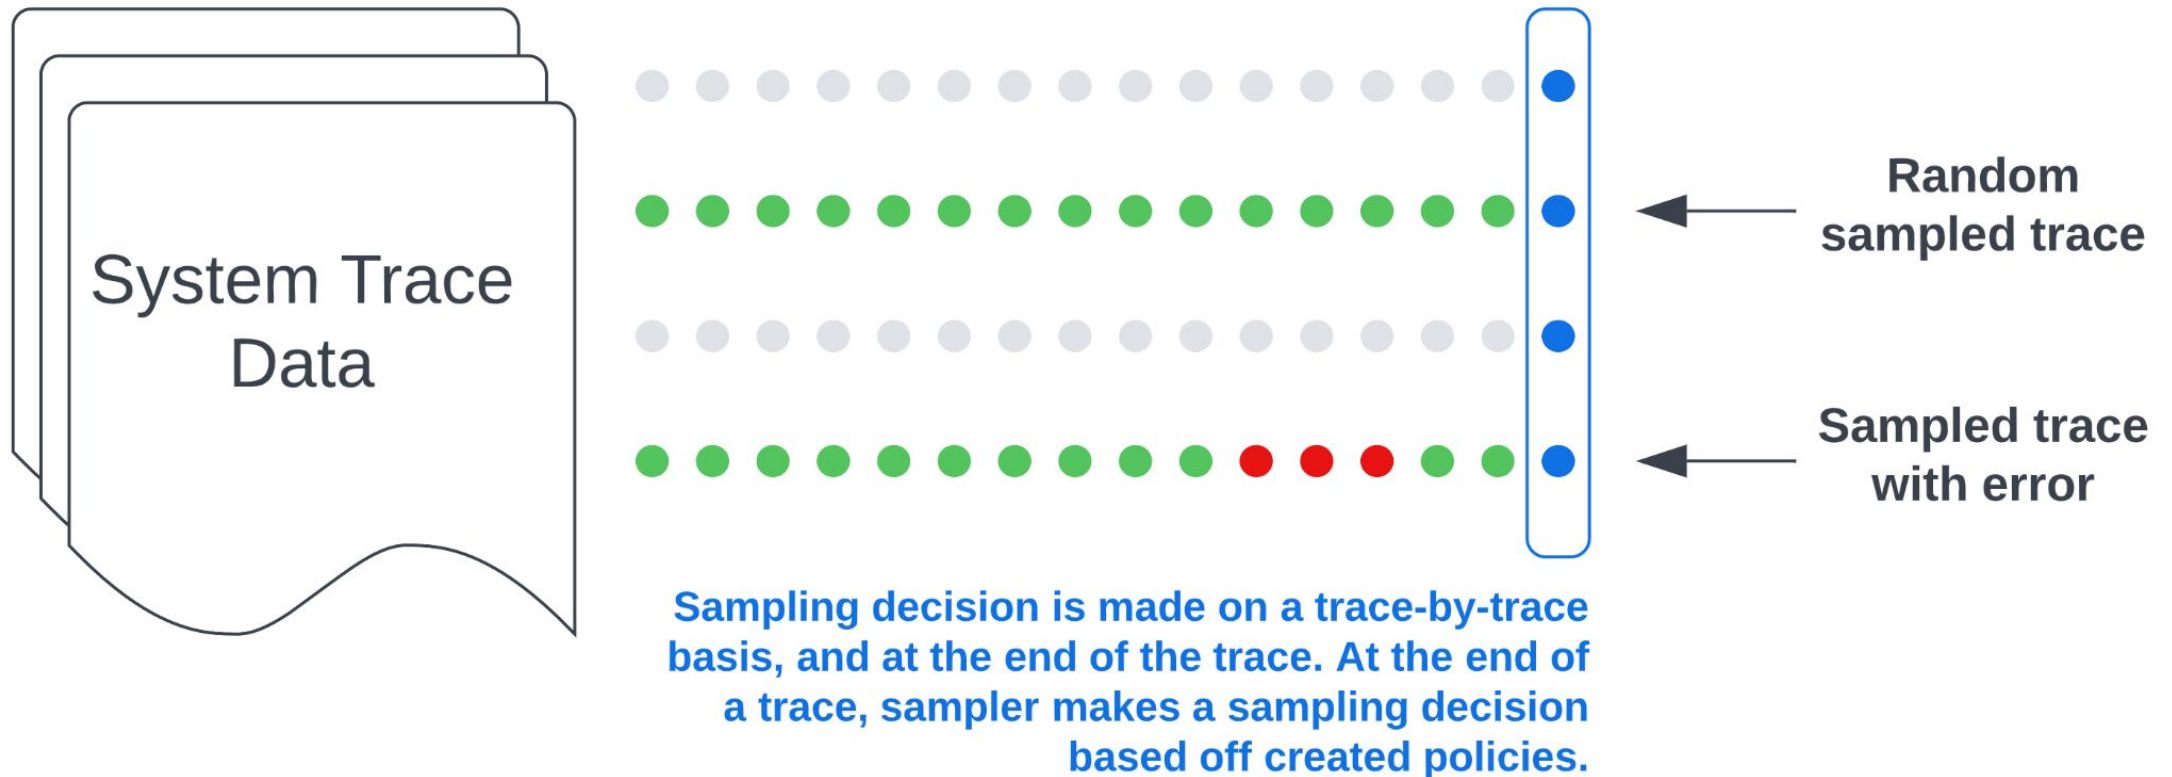 System Trace
Data
Random
sampled trace
Sampled trace
with error
Sampling decision is made on a trace-by-trace
basis, and at the end of the trace. At the end of
a trace, sampler makes a sampling decision
based off created policies.